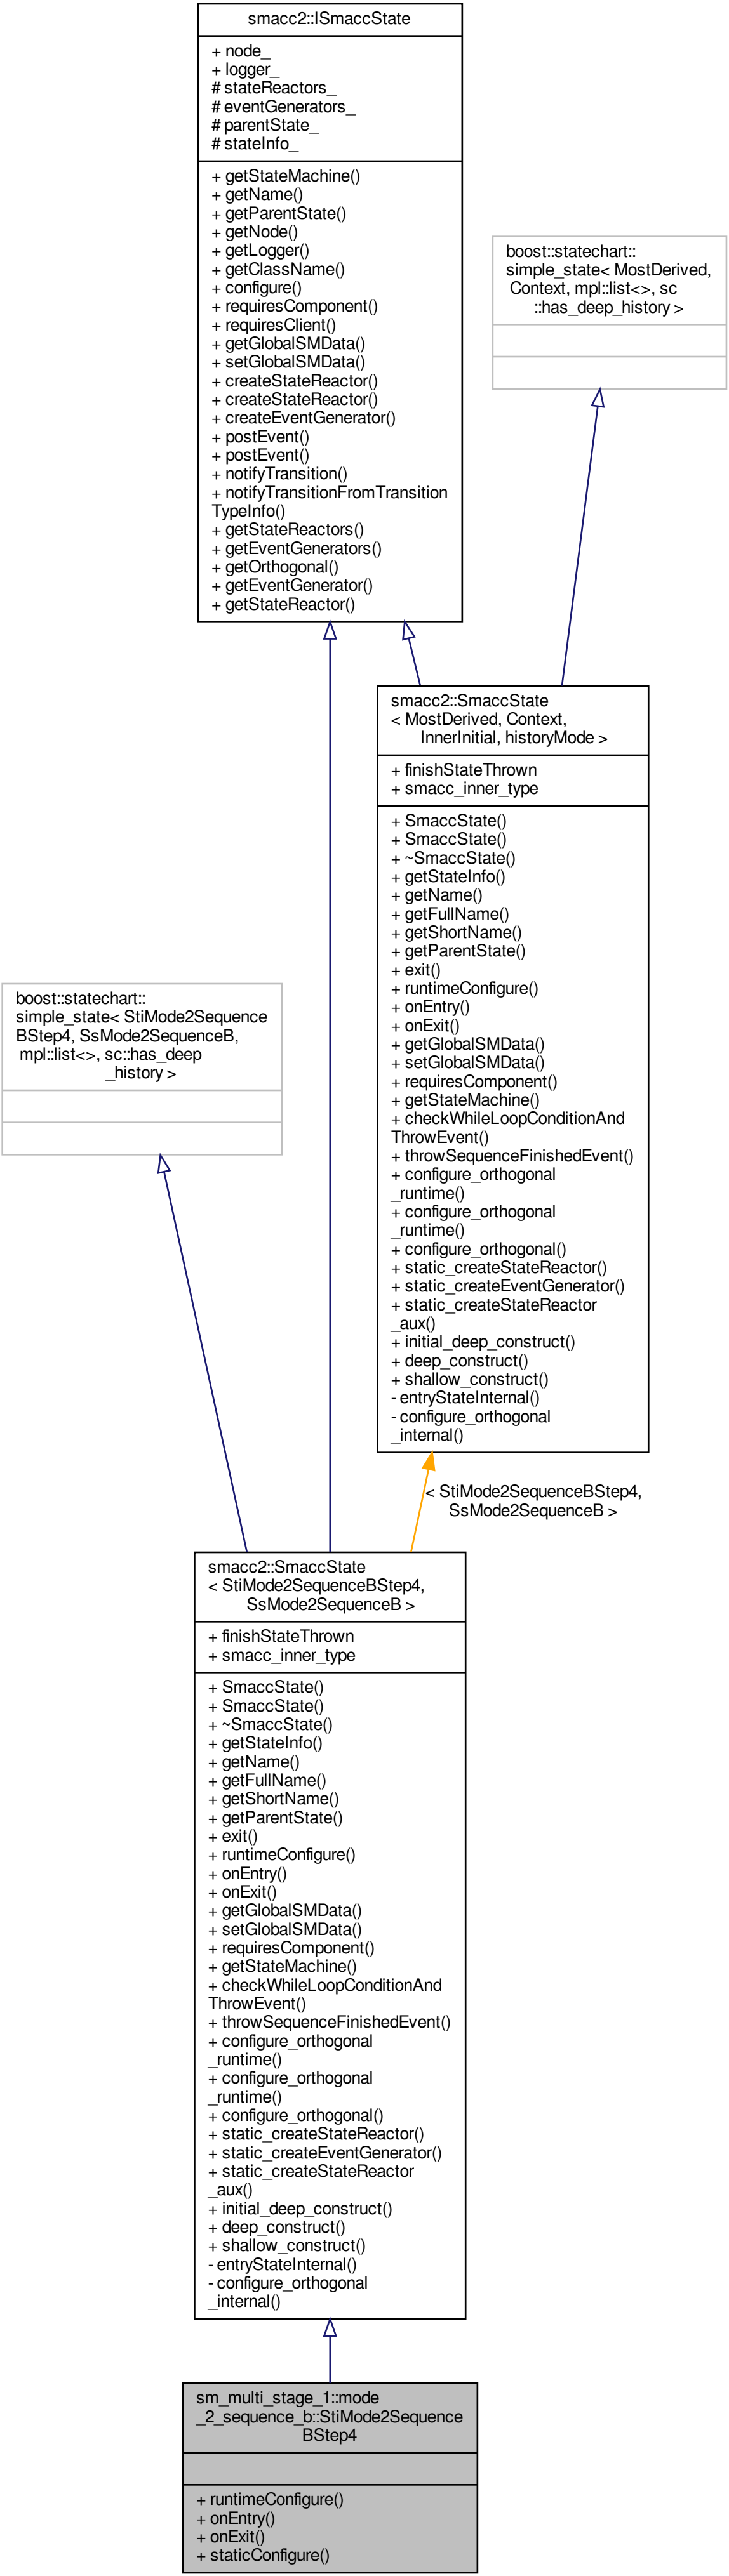 smacc2::ISmaccState
+ node_
+ logger_
# stateReactors_
# eventGenerators_
# parentState_
# stateInfo_
+ getStateMachine()
+ getName()
+ getParentState()
+ getNode()
+ getLogger()
+ getClassName()
+ configure()
+ requiresComponent()
+ requiresClient()
+ getGlobalSMData()
+ setGlobalSMData()
+ createStateReactor()
+ createStateReactor()
+ createEventGenerator()
+ postEvent()
+ postEvent()
+ notifyTransition()
+ notifyTransitionFromTransition
TypeInfo()
+ getStateReactors()
+ getEventGenerators()
+ getOrthogonal()
+ getEventGenerator()
+ getStateReactor()
boost::statechart::
simple_state< MostDerived,
Context, mpl::list<>, sc
::has_deep_history >
smacc2::SmaccState
< MostDerived, Context,
InnerInitial, historyMode >
+ finishStateThrown
+ smacc_inner_type
+ SmaccState()
+ SmaccState()
+ ~SmaccState()
+ getStateInfo()
+ getName()
+ getFullName()
+ getShortName()
+ getParentState()
+ exit()
+ runtimeConfigure()
+ onEntry()
+ onExit()
+ getGlobalSMData()
+ setGlobalSMData()
+ requiresComponent()
+ getStateMachine()
+ checkWhileLoopConditionAnd
ThrowEvent()
+ throwSequenceFinishedEvent()
+ configure_orthogonal
_runtime()
+ configure_orthogonal
_runtime()
+ configure_orthogonal()
+ static_createStateReactor()
+ static_createEventGenerator()
+ static_createStateReactor
_aux()
+ initial_deep_construct()
+ deep_construct()
+ shallow_construct()
- entryStateInternal()
- configure_orthogonal
_internal()
boost::statechart::
simple_state< StiMode2Sequence
BStep4, SsMode2SequenceB,
mpl::list<>, sc::has_deep
_history >
< StiMode2SequenceBStep4,
SsMode2SequenceB >
smacc2::SmaccState
< StiMode2SequenceBStep4,
SsMode2SequenceB >
+ finishStateThrown
+ smacc_inner_type
+ SmaccState()
+ SmaccState()
+ ~SmaccState()
+ getStateInfo()
+ getName()
+ getFullName()
+ getShortName()
+ getParentState()
+ exit()
+ runtimeConfigure()
+ onEntry()
+ onExit()
+ getGlobalSMData()
+ setGlobalSMData()
+ requiresComponent()
+ getStateMachine()
+ checkWhileLoopConditionAnd
ThrowEvent()
+ throwSequenceFinishedEvent()
+ configure_orthogonal
_runtime()
+ configure_orthogonal
_runtime()
+ configure_orthogonal()
+ static_createStateReactor()
+ static_createEventGenerator()
+ static_createStateReactor
_aux()
+ initial_deep_construct()
+ deep_construct()
+ shallow_construct()
- entryStateInternal()
- configure_orthogonal
_internal()
sm_multi_stage_1::mode
_2_sequence_b::StiMode2Sequence
BStep4
+ runtimeConfigure()
+ onEntry()
+ onExit()
+ staticConfigure()